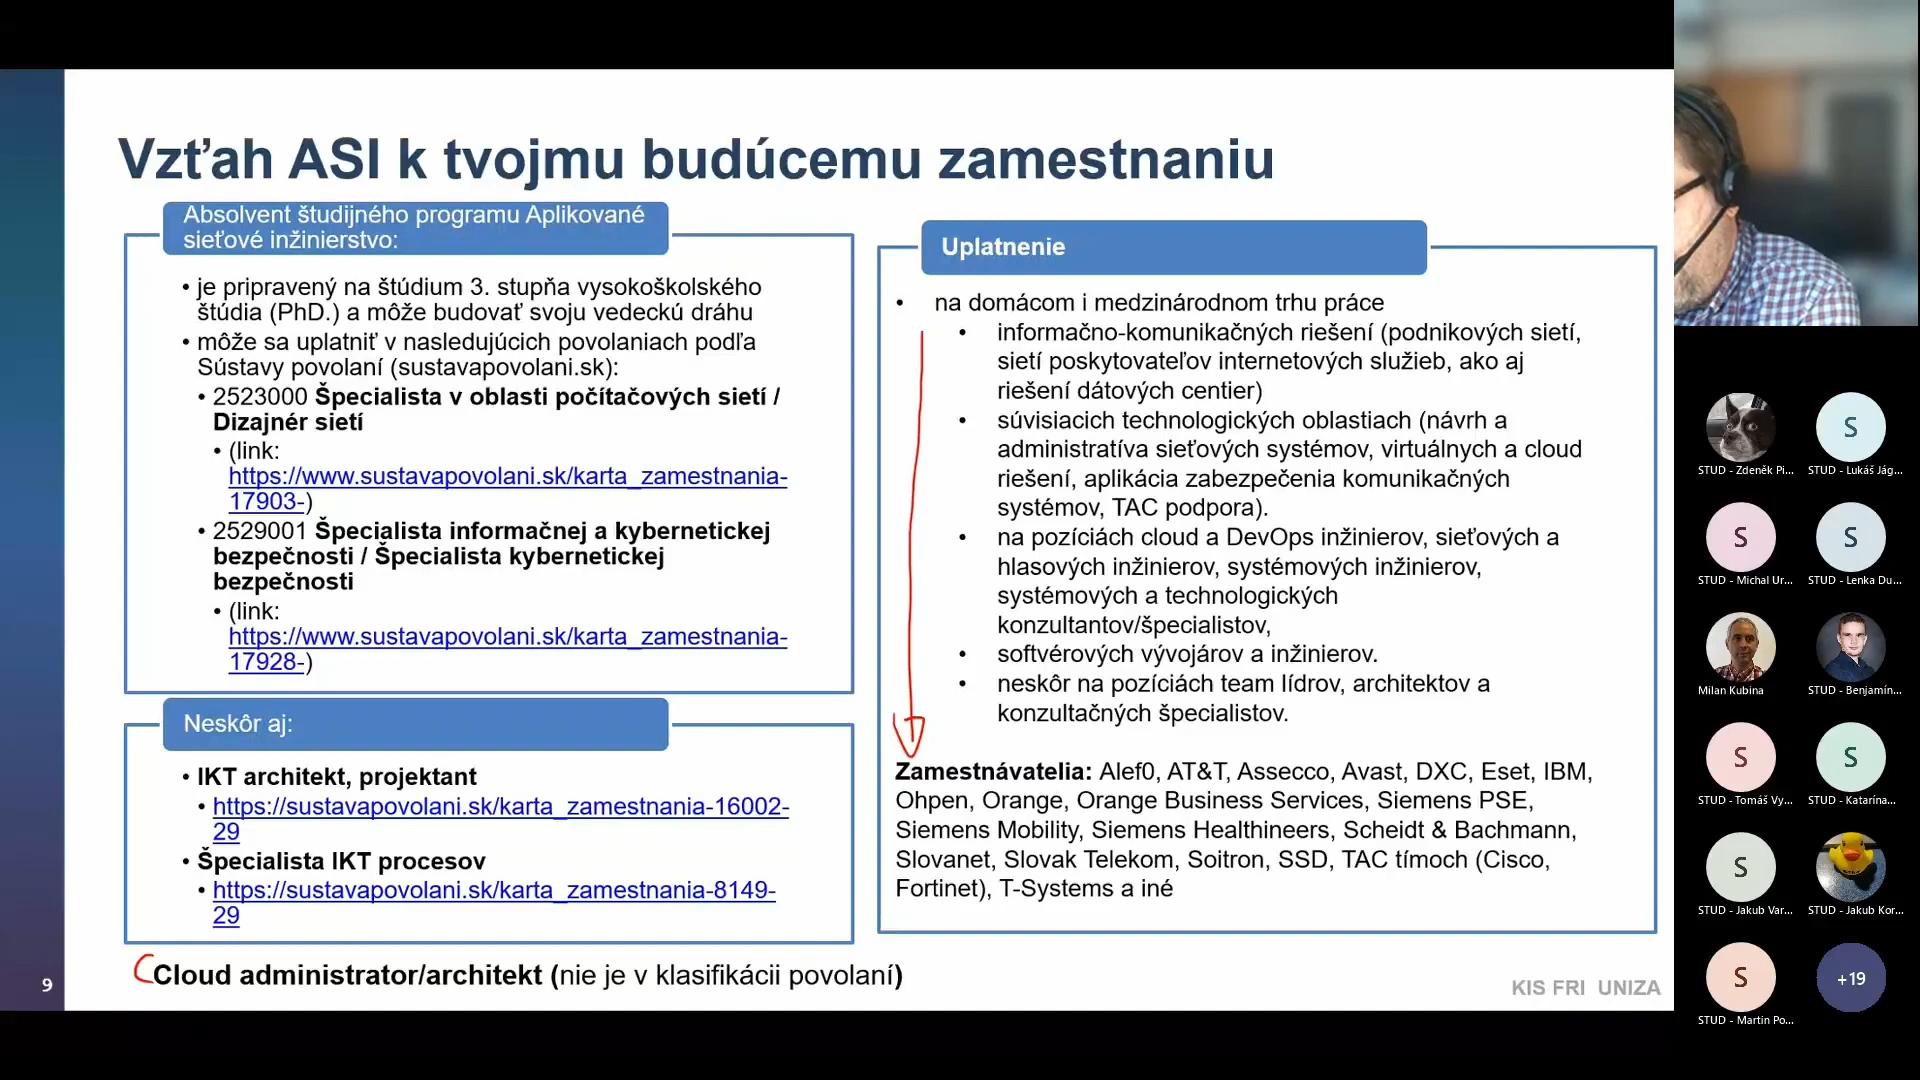 Vzťah ASI k tvojmu budúcemu zamestnaniu
Absolvent študijného programu Aplikované
sieťové inžinierstvo:
• je pripravený na štúdium 3. stupňa vysokoškolského
štúdia (PhD.) a môže budovať svoju vedeckú dráhu
• môže sa uplatniť v nasledujúcich povolaniach podľa
Sústavy povolaní (sustavapovolani.sk):
• 2523000 Špecialista v oblasti počítačových sietí /
Dizajnér sietí
• (link:
https://www.sustavapovolani.sk/karta_zamestnania-
17903-)
• 2529001 Špecialista informačnej a kybernetickej
bezpečnosti / Špecialista kybernetickej
bezpečnosti
• (link:
https://www.sustavapovolani.sk/karta_zamestnania-
17928-)
Neskôr aj:
• IKT architekt, projektant
• https://sustavapovolani.sk/karta_zamestnania-16002-
29
• Špecialista IKT procesov
• https://sustavapovolani.sk/karta_zamestnania-8149-
29
Cloud administrator/architekt (nie je v klasifikácii povolaní)
Uplatnenie
• na domácom i medzinárodnom trhu práce
• informačno-komunikačných riešení (podnikových sietí,
sietí poskytovateľov internetových služieb, ako aj
riešení dátových centier)
• súvisiacich technologických oblastiach (návrh a
administratíva sieťových systémov, virtuálnych a cloud
riešení, aplikácia zabezpečenia komunikačných
systémov, TAC podpora).
• na pozíciách cloud a DevOps inžinierov, sieťových a
hlasových inžinierov, systémových inžinierov,
systémových a technologických
konzultantov/špecialistov,
• softvérových vývojárov a inžinierov.
• neskôr na pozíciách team lídrov, architektov a
konzultačných špecialistov.
Zamestnávatelia: Alef0, AT&T, Assecco, Avast, DXC, Eset, IBM,
Ohpen, Orange, Orange Business Services, Siemens PSE,
Siemens Mobility, Siemens Healthineers, Scheidt & Bachmann,
Slovanet, Slovak Telekom, Soitron, SSD, TAC tímoch (Cisco,
Fortinet), T-Systems a iné
9
KIS FRI UNIZA
STUD - Zdeněk Pi...
S
STUD - Lukáš Jág...
S
STUD - Michal Ur...
S
STUD - Lenka Du...
Milan Kubina
STUD - Benjamín...
S
STUD - Tomáš Vy...
S
STUD - Katarína...
S
STUD - Jakub Var...
STUD - Jakub Kor...
S
STUD - Martin Po...
+19